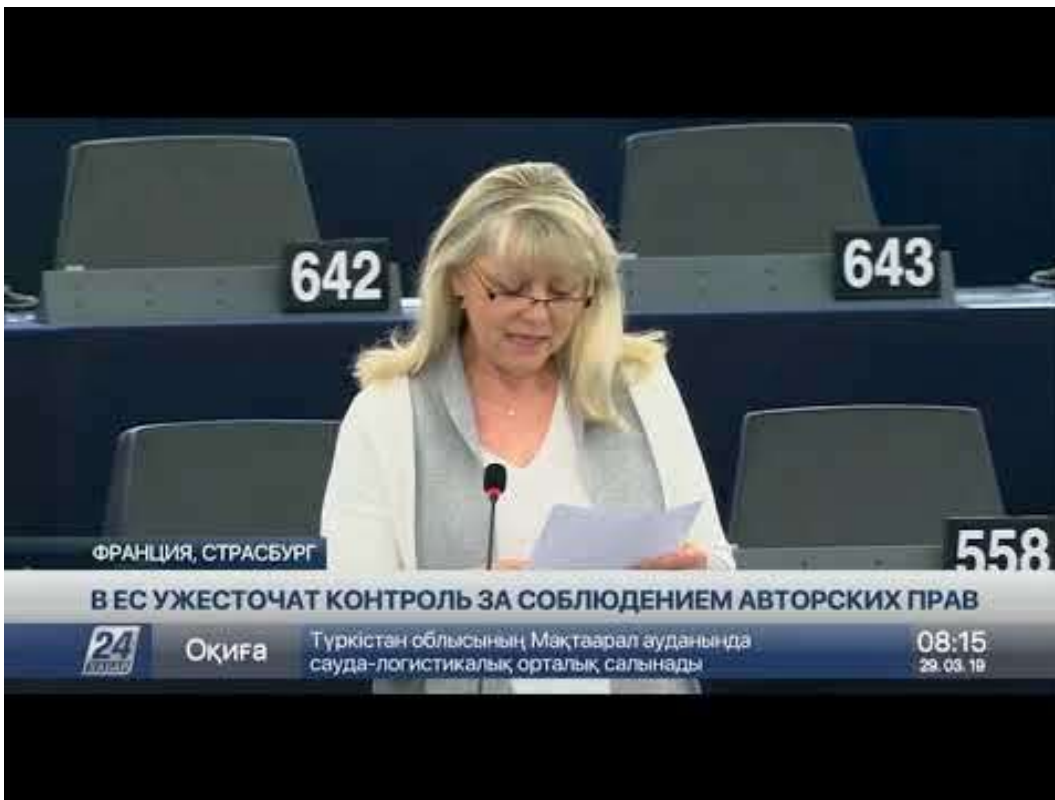 642
643
558
ФРАНЦИЯ, СТРАСБУРГ
В ЕС УЖЕСТОЧАТ КОНТРОЛЬ ЗА СОБЛЮДЕНИЕМ АВТОРСКИХ ПРАВ
24
Оқиға
Түркістан облысының Мақтаарал ауданында
сауда-логистикалық орталық салынады
08:15
29.03.19